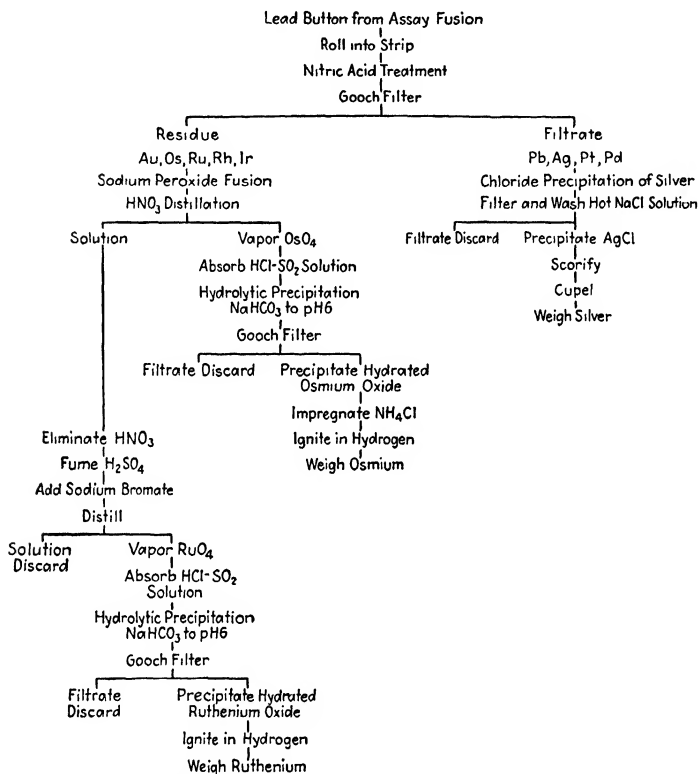 Lead Button from Assay Fusion
Roll into Strip
Nitric Acid Treatment
Gooch Filter
Residue
Au, Os, Ru, Rh, Ir
Sodium Peroxide Fusion
HNO3 Distillation
Filtrate
Pb, Ag, Pt, Pd
Chloride Precipitation of Silver
Filter and Wash Hot NaCl Solution
Solution
Vapor OsO4
Absorb HCl-SO2 Solution
Hydrolytic Precipitation
NaHCO3 to pH6
Gooch Filter
Filtrate Discard
Precipitate AgCl
Scorify
Cupel
Weigh Silver
Filtrate Discard
Precipitate Hydrated
Osmium Oxide
Impregnate NH4Cl
Ignite in Hydrogen
Weigh Osmium
Eliminate HNO3
Fume H2SO4
Add Sodium Bromate
Distill
Solution
Discard
Vapor RuO4
Absorb HCl-SO2
Solution
Hydrolytic Precipitation
NaHCO3 to pH6
Gooch Filter
Filtrate
Discard
Precipitate Hydrated
Ruthenium Oxide
Ignite in Hydrogen
Weigh Ruthenium